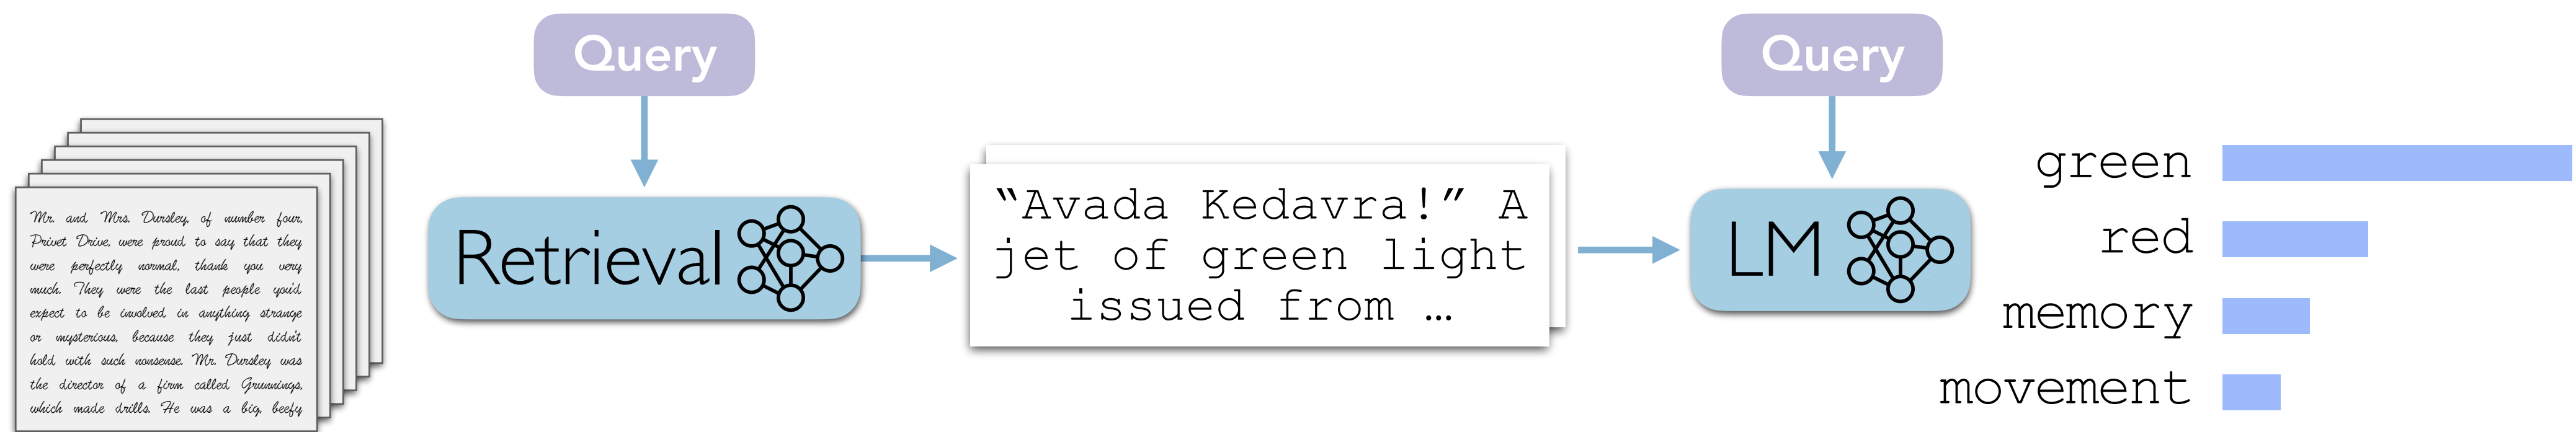 Mr. and Mrs. Dursley, of number four,
Privet Drive, were proud to say that they
were perfectly normal, thank you very
much. They were the last people you'd
expect to be involved in anything strange
or mysterious, because they just didn't
hold with such nonsense. Mr. Dursley was
the director of a firm called Grunnings,
which made drills. He was a big, beefy
Query
Retrieval
“Avada Kedavra!” A
jet of green light
issued from …
Query
LM
green
red
memory
movement